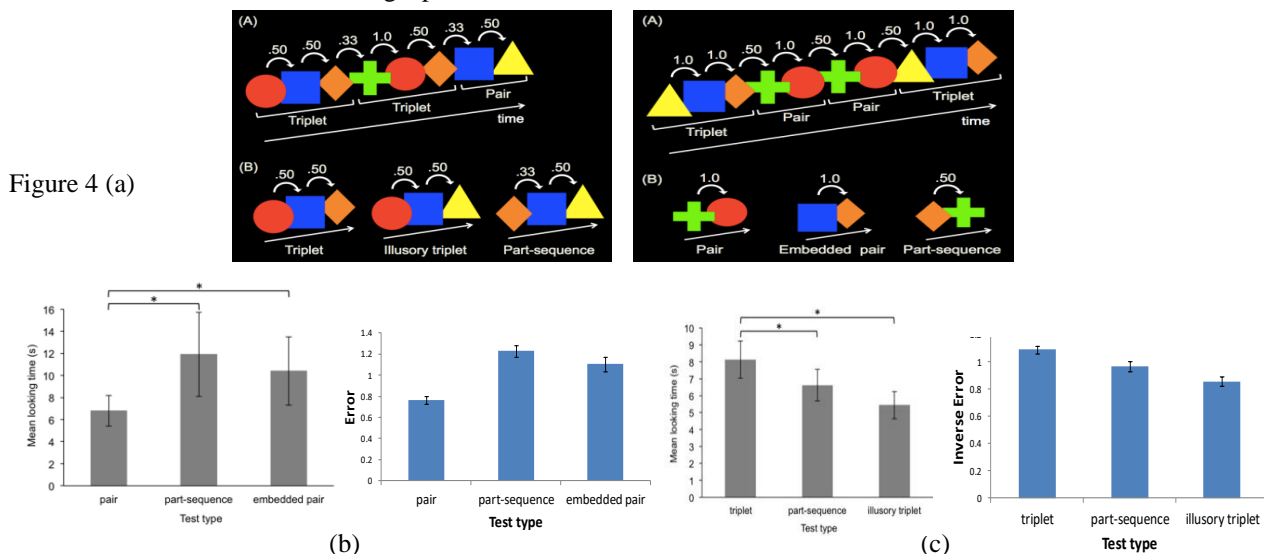 (A)
.50 .50 .33 1.0 .50 .33 .50
Triplet Triplet Pair
time
(B)
.50 .50 .50 .50 .33 .50
Triplet Illusory triplet Part-sequence
(A)
1.0 1.0 .50 1.0 .50 1.0 .50 1.0 1.0
Triplet Pair Pair Triplet
time
(B)
1.0 1.0 .50
Pair Embedded pair Part-sequence
Figure 4 (a)
* *
Mean looking time (s)
16
14
12
10
8
6
4
2
0
pair part-sequence embedded pair
Test type
Error
1.4
1.2
1
0.8
0.6
0.4
0.2
0
pair part-sequence embedded pair
Test type
(b)
* *
Mean looking time (s)
10
9
8
7
6
5
4
3
2
1
0
triplet part-sequence illusory triplet
Test type
Inverse Error
1
0.8
0.6
0.4
0.2
0
triplet part-sequence illusory triplet
Test type
(c)